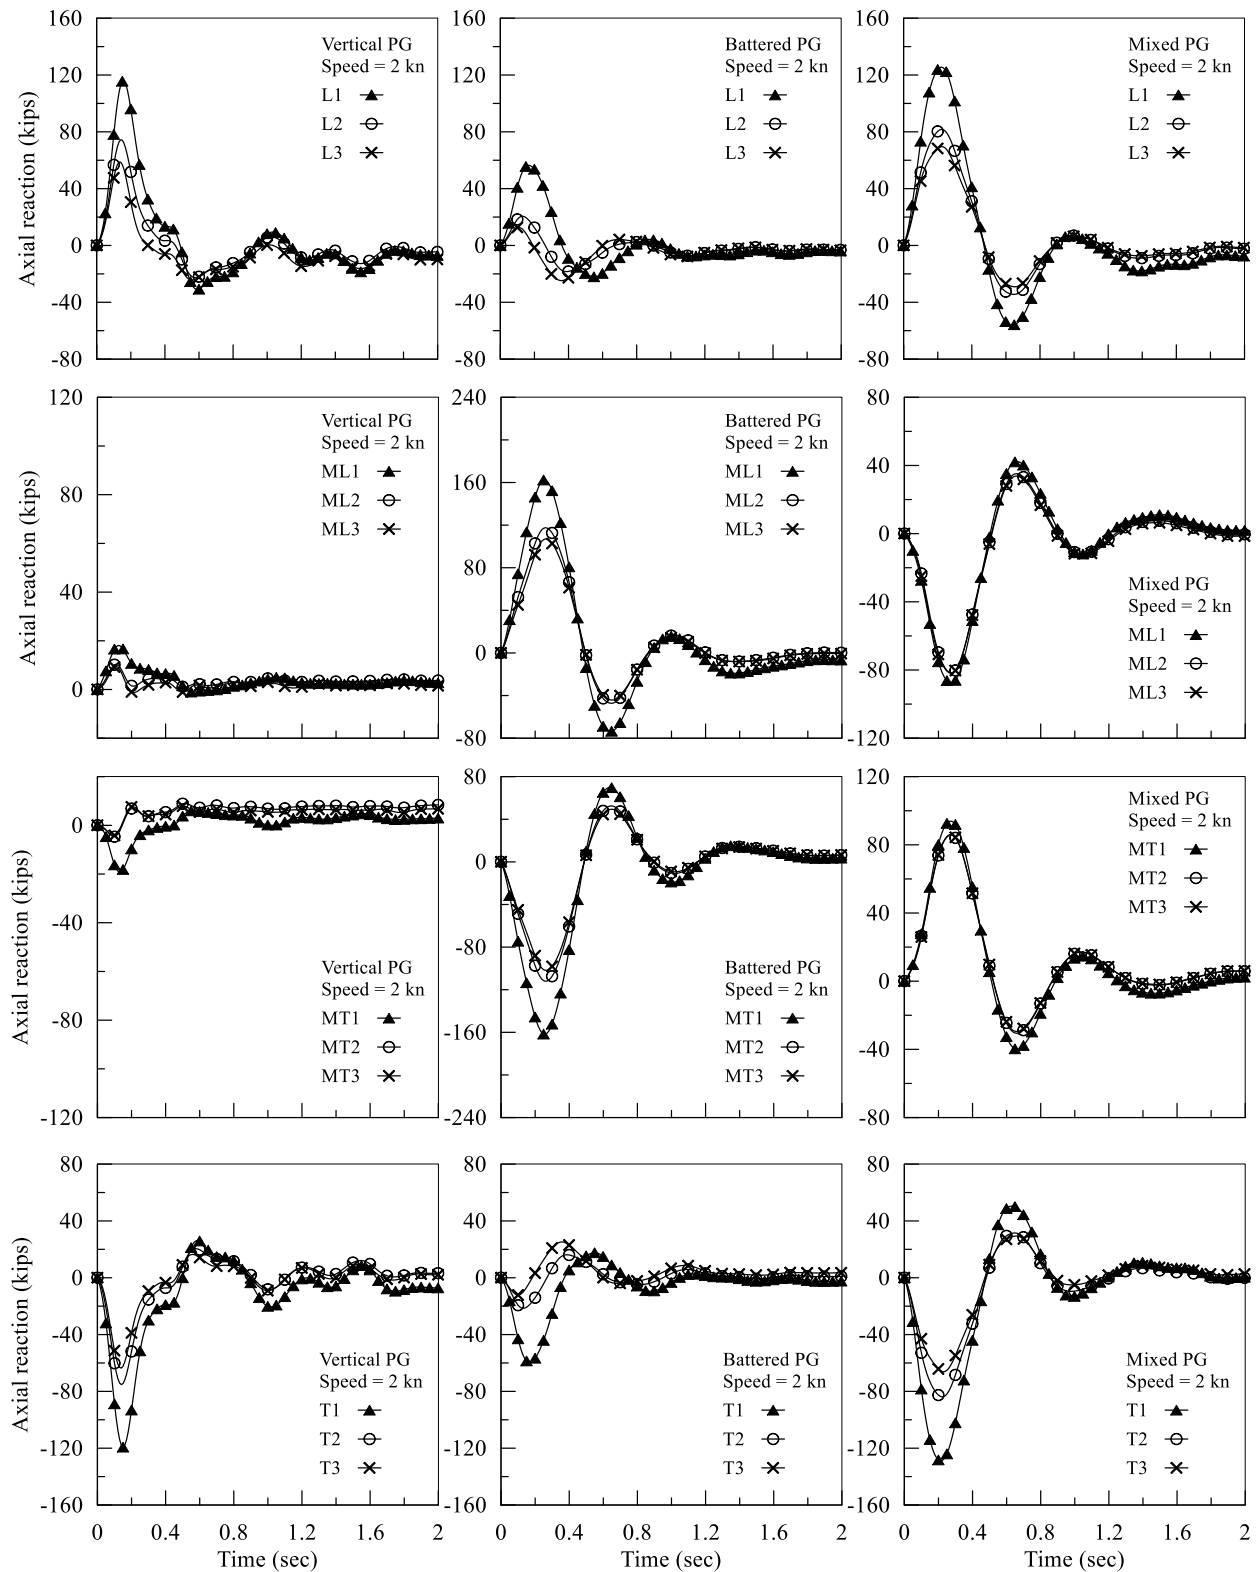 Axial reaction (kips)
160
120
80
40
0
-40
-80
Vertical PG
Speed = 2 kn
L1
L2
L3
160
120
80
40
0
-40
-80
Battered PG
Speed = 2 kn
L1
L2
L3
160
120
80
40
0
-40
-80
Mixed PG
Speed = 2 kn
L1
L2
L3
Axial reaction (kips)
120
80
40
0
Vertical PG
Speed = 2 kn
ML1
ML2
ML3
240
160
80
0
-80
Battered PG
Speed = 2 kn
ML1
ML2
ML3
80
40
0
-40
-80
-120
Mixed PG
Speed = 2 kn
ML1
ML2
ML3
Axial reaction (kips)
0
-40
-80
-120
Vertical PG
Speed = 2 kn
MT1
MT2
MT3
80
0
-80
-160
-240
Battered PG
Speed = 2 kn
MT1
MT2
MT3
120
80
40
0
-40
-80
Mixed PG
Speed = 2 kn
MT1
MT2
MT3
Axial reaction (kips)
80
40
0
-40
-80
-120
-160
Vertical PG
Speed = 2 kn
T1
T2
T3
0 0.4 0.8 1.2 1.6 2
Time (sec)
80
40
0
-40
-80
-120
-160
Battered PG
Speed = 2 kn
T1
T2
T3
0 0.4 0.8 1.2 1.6 2
Time (sec)
80
40
0
-40
-80
-120
-160
Mixed PG
Speed = 2 kn
T1
T2
T3
0 0.4 0.8 1.2 1.6 2
Time (sec)